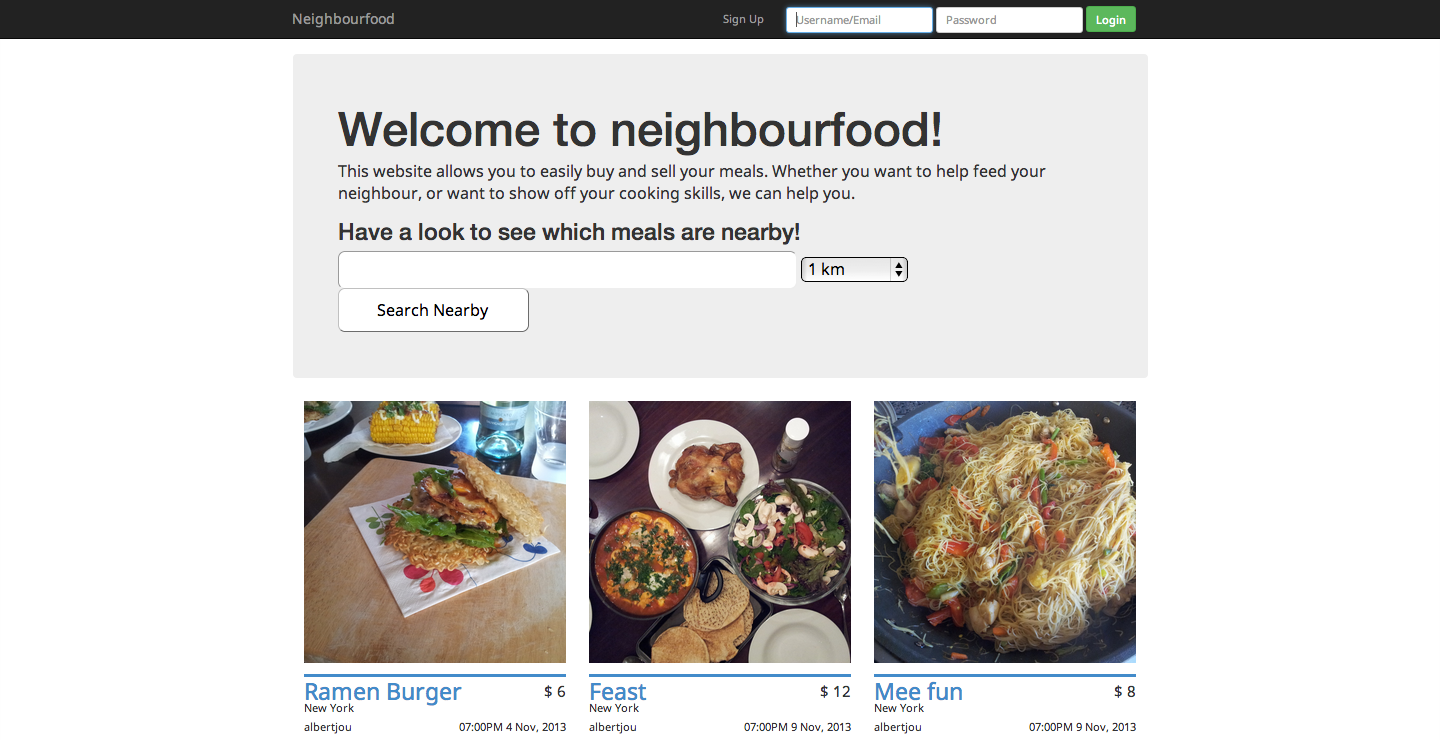 Neighbourfood Sign Up Username/Email Password Login
Welcome to neighbourfood!
This website allows you to easily buy and sell your meals. Whether you want to help feed your
neighbour, or want to show off your cooking skills, we can help you.
Have a look to see which meals are nearby!
1 km
Search Nearby
Ramen Burger $ 6
New York
albertjou 07:00PM 4 Nov, 2013
Feast $ 12
New York
albertjou 07:00PM 9 Nov, 2013
Mee fun $ 8
New York
albertjou 07:00PM 9 Nov, 2013